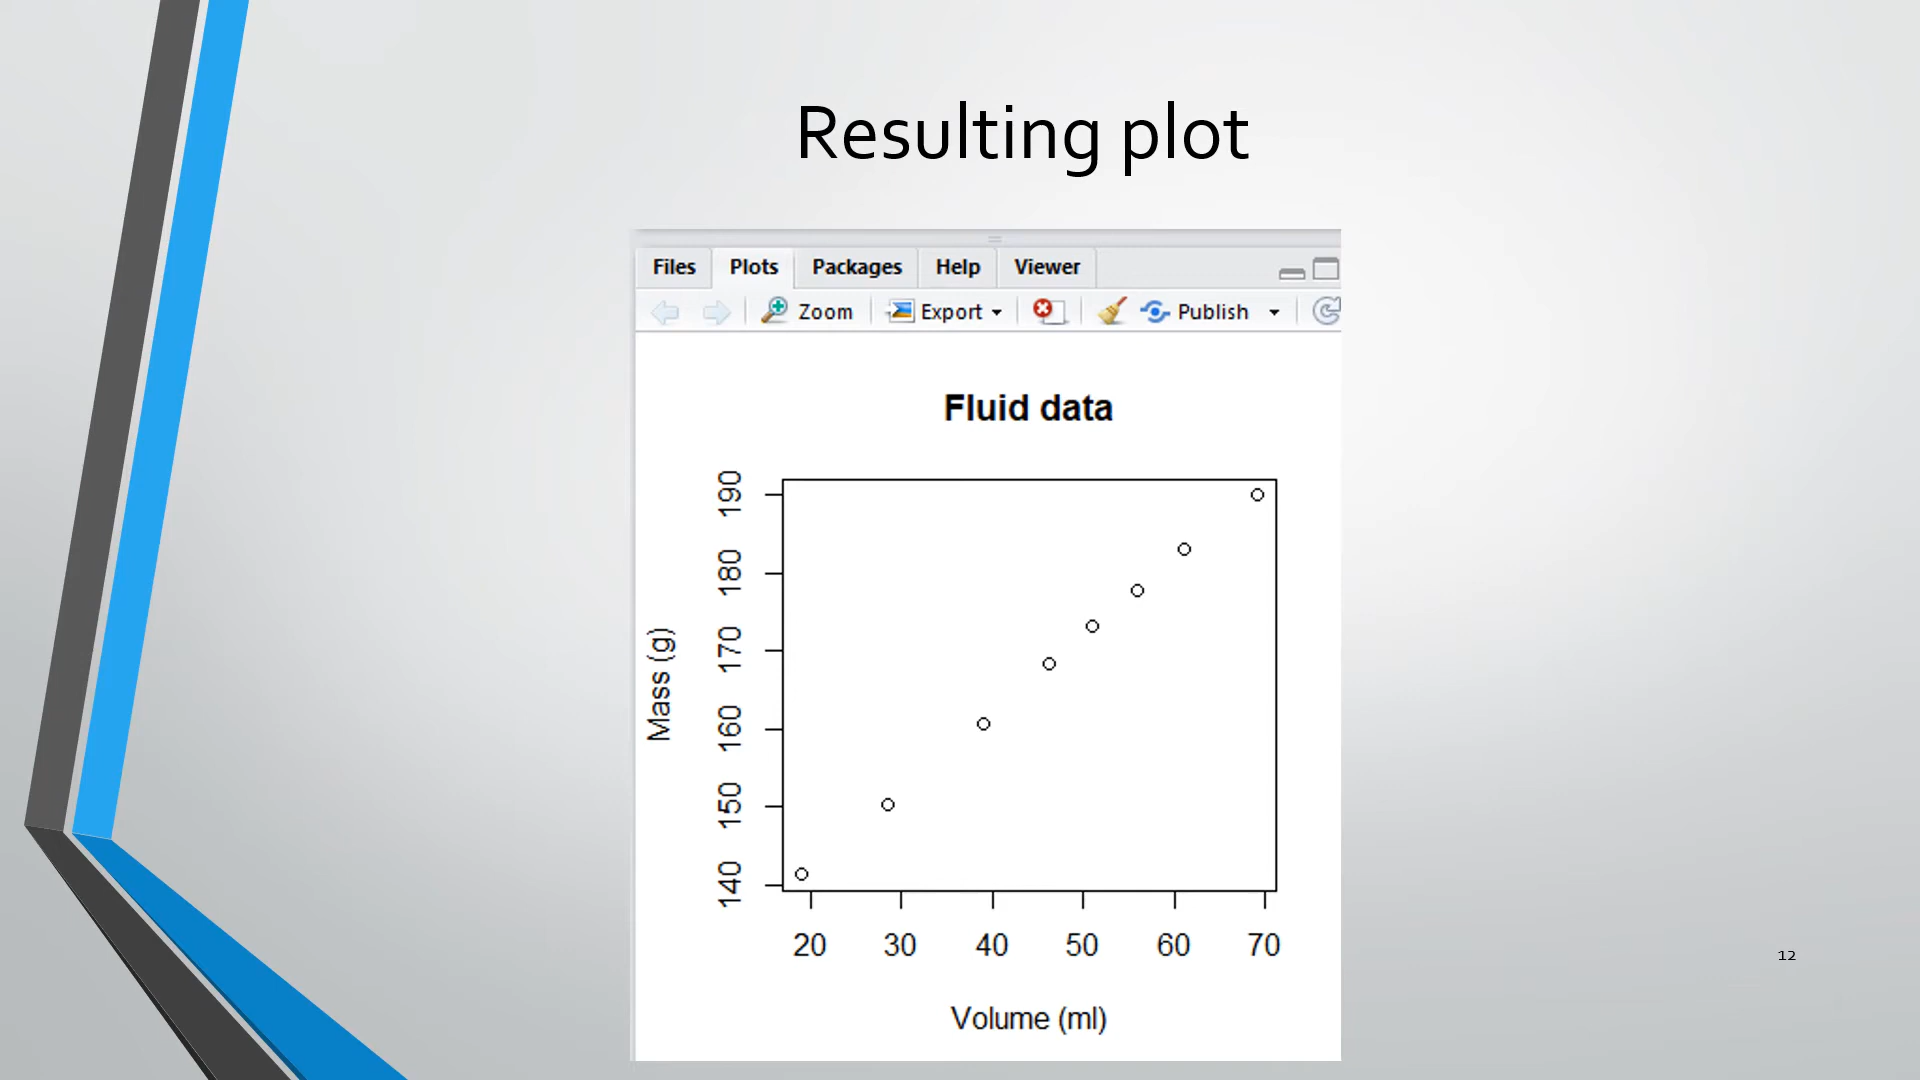 Resulting plot
Files Plots Packages Help Viewer
Zoom Export Publish
Fluid data
190
180
170
160
150
140
Mass (g)
20 30 40 50 60 70
Volume (ml)
12